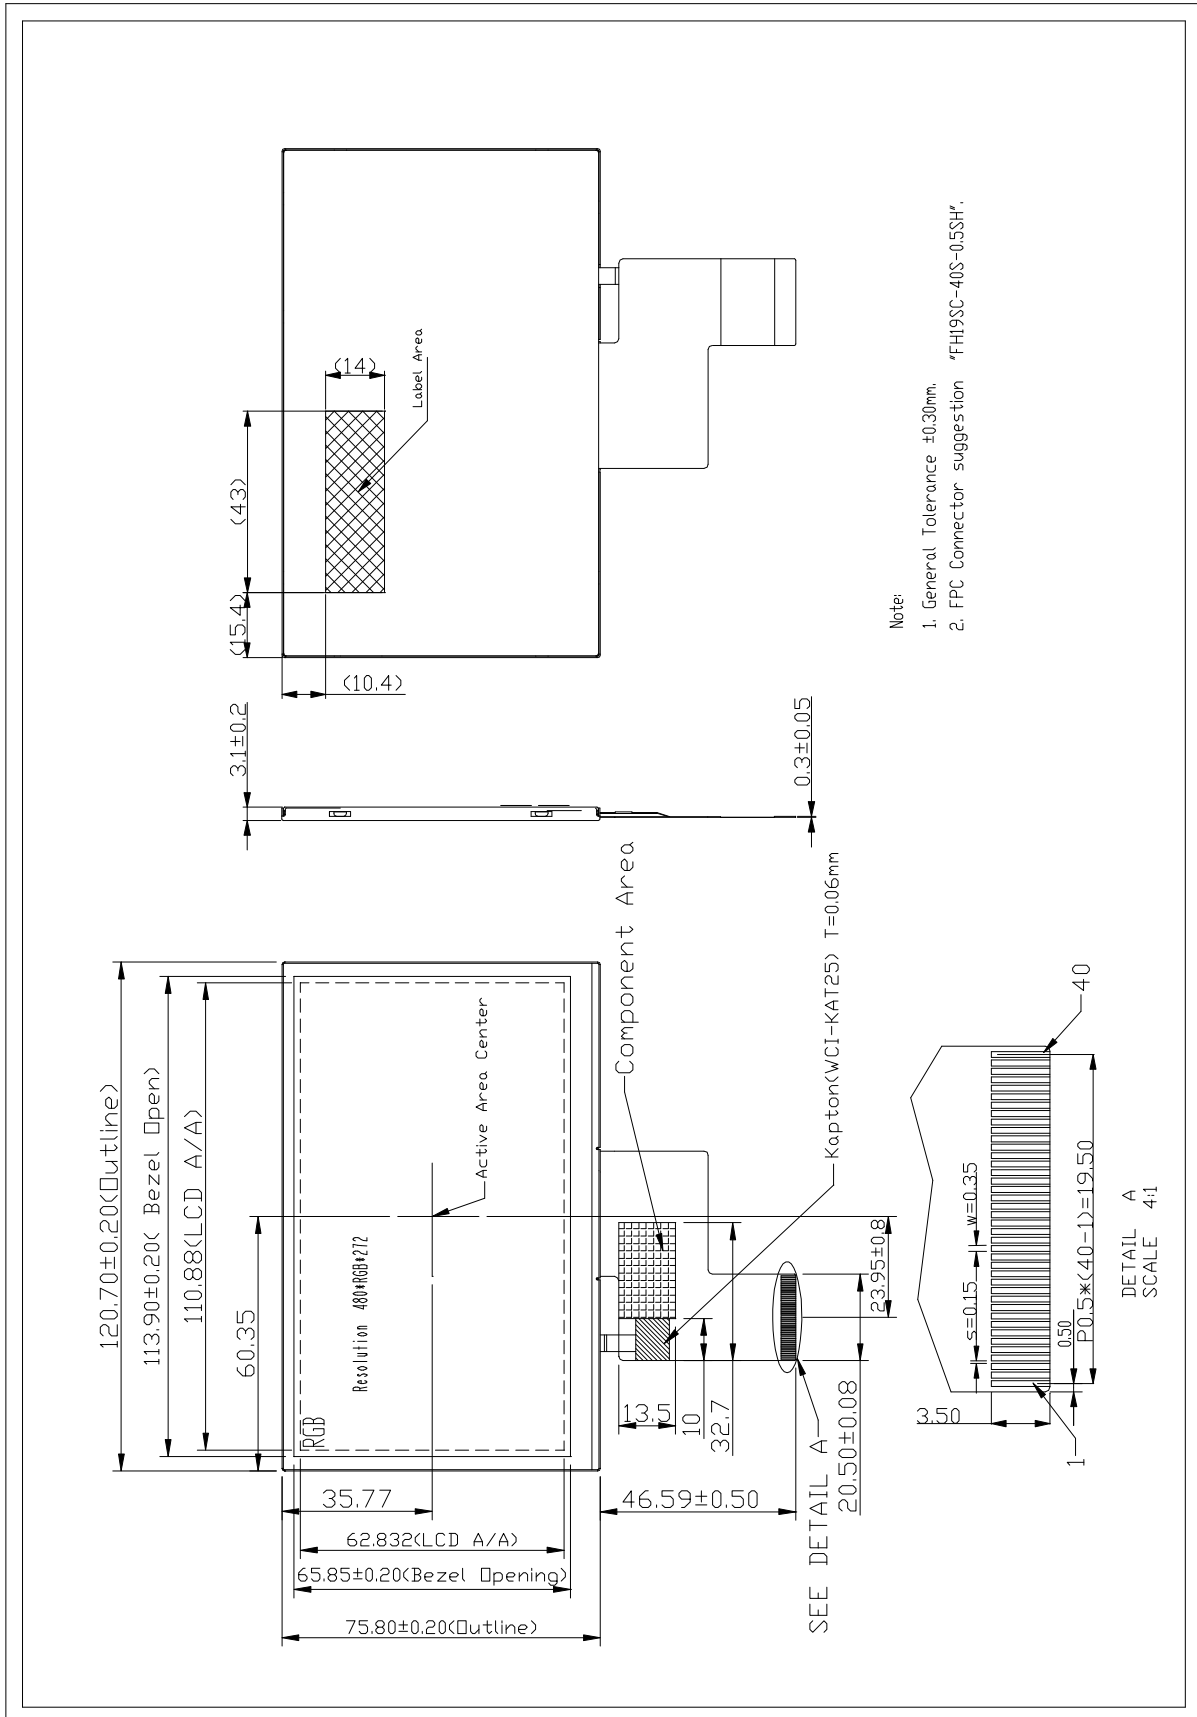 120.70±0.20(Outline)
113.90±0.20( Bezel Open)
110.88(LCD A/A)
60.35
RGB
Resolution 480*RGB*272
Active Area Center
35.77
62.832(LCD A/A)
65.85±0.20(Bezel Opening)
75.80±0.20(Outline)
46.59±0.50
13.5
10
32.7
20.50±0.08
23.95±0.8
SEE DETAIL A
Component Area
Kapton(WCI-KAT25) T=0.06mm
3.1±0.2
0.3±0.05
(15.4)
(43)
(14)
(10.4)
Label Area
3.50
s=0.15
w=0.35
0.50
P0.5*(40-1)=19.50
1
40
DETAIL A
SCALE 4:1
Note:
1. General Tolerance ±0.30mm.
2. FPC Connector suggestion "FH19SC-40S-0.5SH".